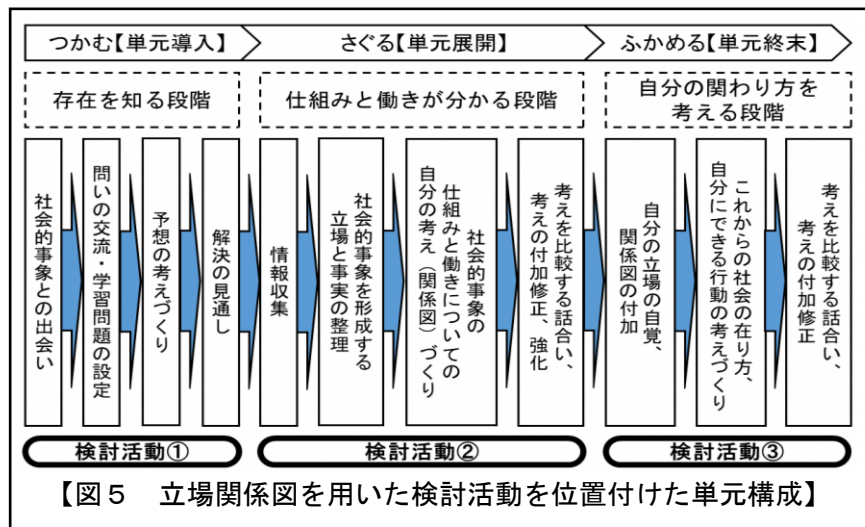 つかむ【単元導入】
さぐる【単元展開】
ふかめる【単元終末】
存在を知る段階
仕組みと働きが分かる段階
自分の関わり方を
考える段階
社会的事象との出会い
問いの交流・学習問題の設定
予想の考えづくり
解決の見通し
情報収集
社会的事象を形成する
立場と事実の整理
社会的事象の
仕組みと働きについての
自分の考え（関係図）づくり
考えを比較する話合い、
考えの付加修正、強化
自分の立場の自覚、
関係図の付加
これからの社会の在り方、
自分にできる行動の考えづくり
考えを比較する話合い、
考えの付加修正
検討活動①
検討活動②
検討活動③
【図５　立場関係図を用いた検討活動を位置付けた単元構成】